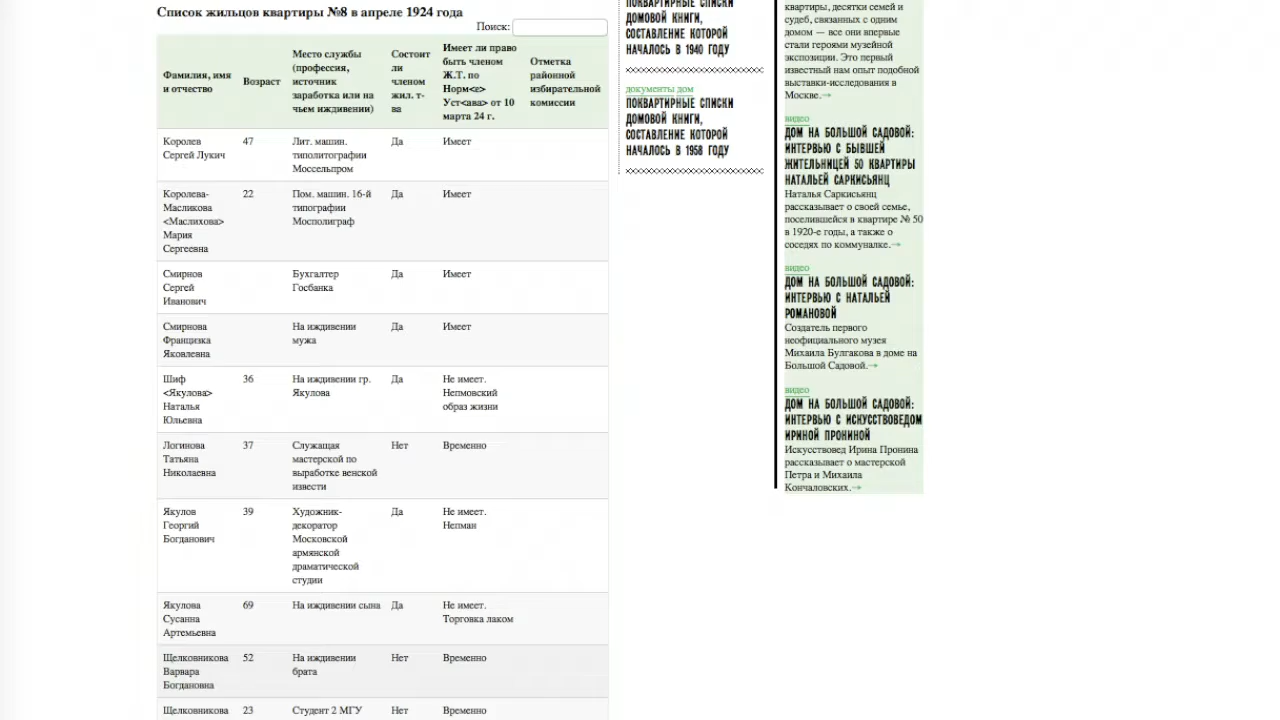 Список жильцов квартиры №8 в апреле 1924 года
Поиск:
Фамилия, имя
и отчество
Возраст
Место службы
(профессия,
источник
заработка или на
чьем иждивении)
Состоит
ли
членом
жил. т-
ва
Имеет ли право
быть членом
Ж.Т. по
Норм<е>
Уст<ава> от 10
марта 24 г.
Отметка
районной
избирательной
комиссии
Королев
Сергей Лукич
47
Лит. машин.
типолитографии
Моссельпром
Да
Имеет
Королева-
Масликова
<Маслихова>
Мария
Сергеевна
22
Пом. машин. 16-й
типографии
Мосполиграф
Да
Имеет
Смирнов
Сергей
Иванович
Бухгалтер
Госбанка
Да
Имеет
Смирнова
Францизка
Яковлевна
На иждивении
мужа
Да
Имеет
Шиф
<Якулова>
Наталья
Юльевна
36
На иждивении гр.
Якулова
Да
Не имеет.
Непмовский
образ жизни
Логинова
Татьяна
Николаевна
37
Служащая
мастерской по
выработке венской
извести
Нет
Временно
Якулов
Георгий
Богданович
39
Художник-
декоратор
Московской
армянской
драматической
студии
Да
Не имеет.
Непман
Якулова
Сусанна
Артемьевна
69
На иждивении сына
Да
Не имеет.
Торговка лаком
Щелковникова
Варвара
Богдановна
52
На иждивении
брата
Нет
Временно
Щелковникова
23
Студент 2 МГУ
Нет
Временно
ПОКВАРТИРНЫЕ СПИСКИ
ДОМОВОЙ КНИГИ,
СОСТАВЛЕНИЕ КОТОРОЙ
НАЧАЛОСЬ В 1940 ГОДУ
документы дом
ПОКВАРТИРНЫЕ СПИСКИ
ДОМОВОЙ КНИГИ,
СОСТАВЛЕНИЕ КОТОРОЙ
НАЧАЛОСЬ В 1958 ГОДУ
квартиры, десятки семей и
судеб, связанных с одним
домом — все они впервые
стали героями музейной
экспозиции. Это первый
известный нам опыт подобной
выставки-исследования в
Москве.→
видео
ДОМ НА БОЛЬШОЙ САДОВОЙ:
ИНТЕРВЬЮ С БЫВШЕЙ
ЖИТЕЛЬНИЦЕЙ 50 КВАРТИРЫ
НАТАЛЬЕЙ САРКИСЬЯНЦ
Наталья Саркисьянц
рассказывает о своей семье,
поселившейся в квартире № 50
в 1920-е годы, а также о
соседях по коммуналке.→
видео
ДОМ НА БОЛЬШОЙ САДОВОЙ:
ИНТЕРВЬЮ С НАТАЛЬЕЙ
РОМАНОВОЙ
Создатель первого
неофициального музея
Михаила Булгакова в доме на
Большой Садовой.→
видео
ДОМ НА БОЛЬШОЙ САДОВОЙ:
ИНТЕРВЬЮ С ИСКУССТВОВЕДОМ
ИРИНОЙ ПРОНИНОЙ
Искусствовед Ирина Пронина
рассказывает о мастерской
Петра и Михаила
Кончаловских.→